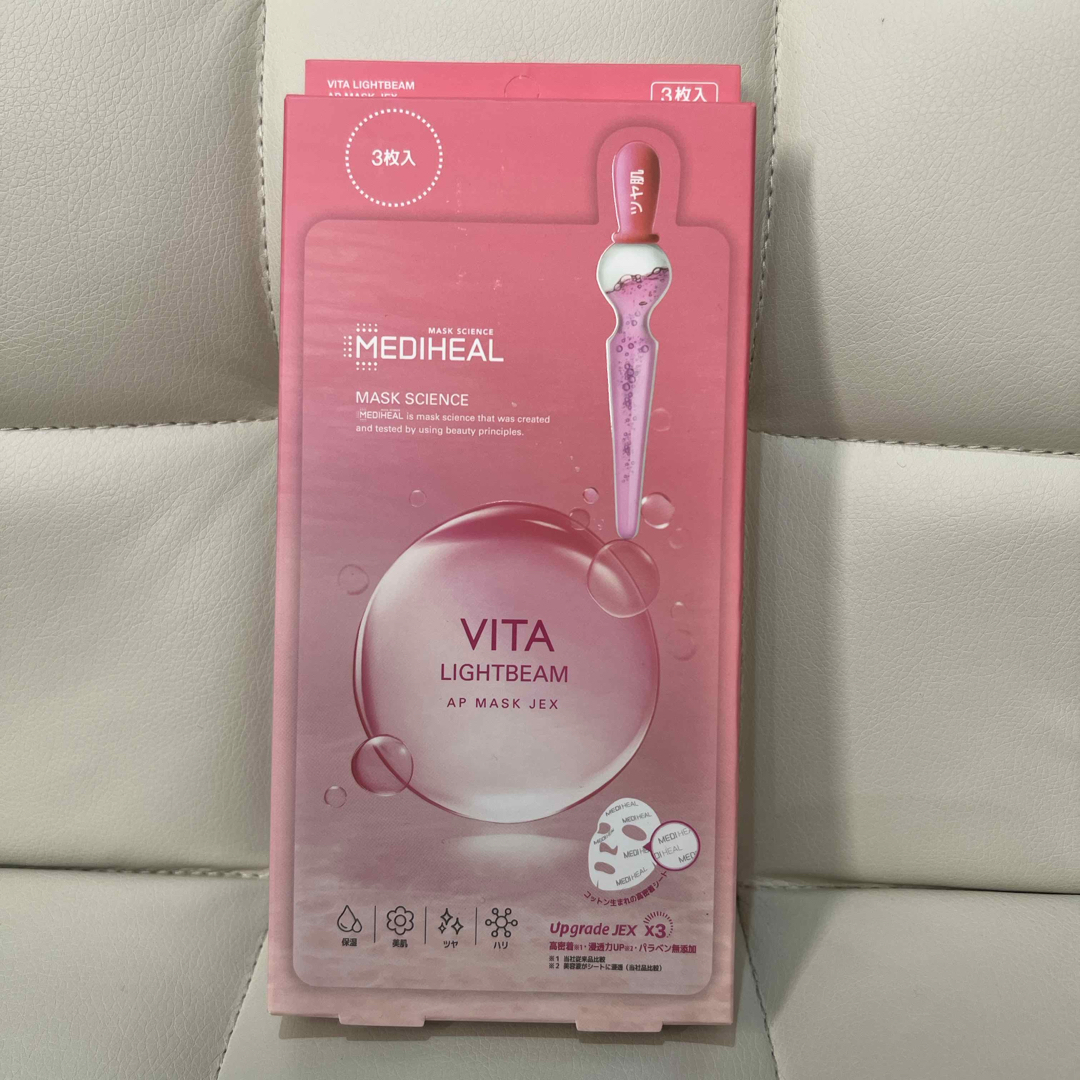 VITA LIGHTBEAM
AP MASK JEX
3枚入
3枚入
ツヤ肌
MASK SCIENCE
MEDIHEAL
MASK SCIENCE
MEDIHEAL is mask science that was created
and tested by using beauty principles.
VITA
LIGHTBEAM
AP MASK JEX
MEDIHEAL
MEDIHEAL
MEDIHEAL
MEDIHEAL
コットン生まれの高密着シート
保湿
美肌
ツヤ
ハリ
Upgrade JEX x3
高密着※1・浸透力UP※2・パラベン無添加
※1 当社従来品比較
※2 美容液がシートに浸透（当社品比較）